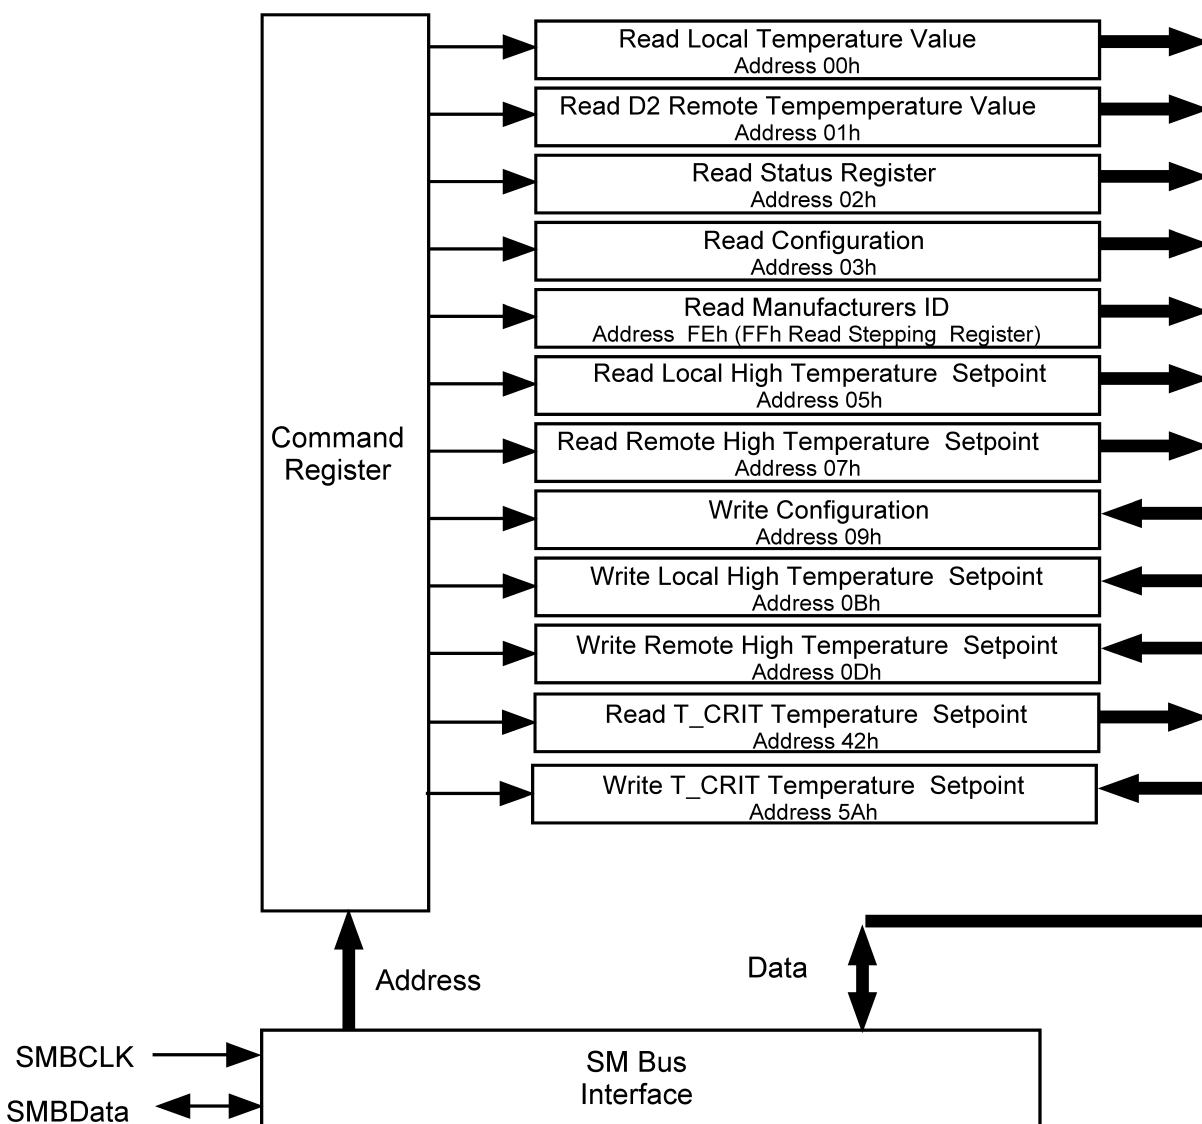 Read Local Temperature Value
Address 00h
Read D2 Remote Tempemperature Value
Address 01h
Read Status Register
Address 02h
Read Configuration
Address 03h
Read Manufacturers ID
Address FEh (FFh Read Stepping Register)
Read Local High Temperature Setpoint
Address 05h
Read Remote High Temperature Setpoint
Address 07h
Write Configuration
Address 09h
Write Local High Temperature Setpoint
Address 0Bh
Write Remote High Temperature Setpoint
Address 0Dh
Read T_CRIT Temperature Setpoint
Address 42h
Write T_CRIT Temperature Setpoint
Address 5Ah
Command
Register
Address
Data
SMBCLK
SMBData
SM Bus
Interface